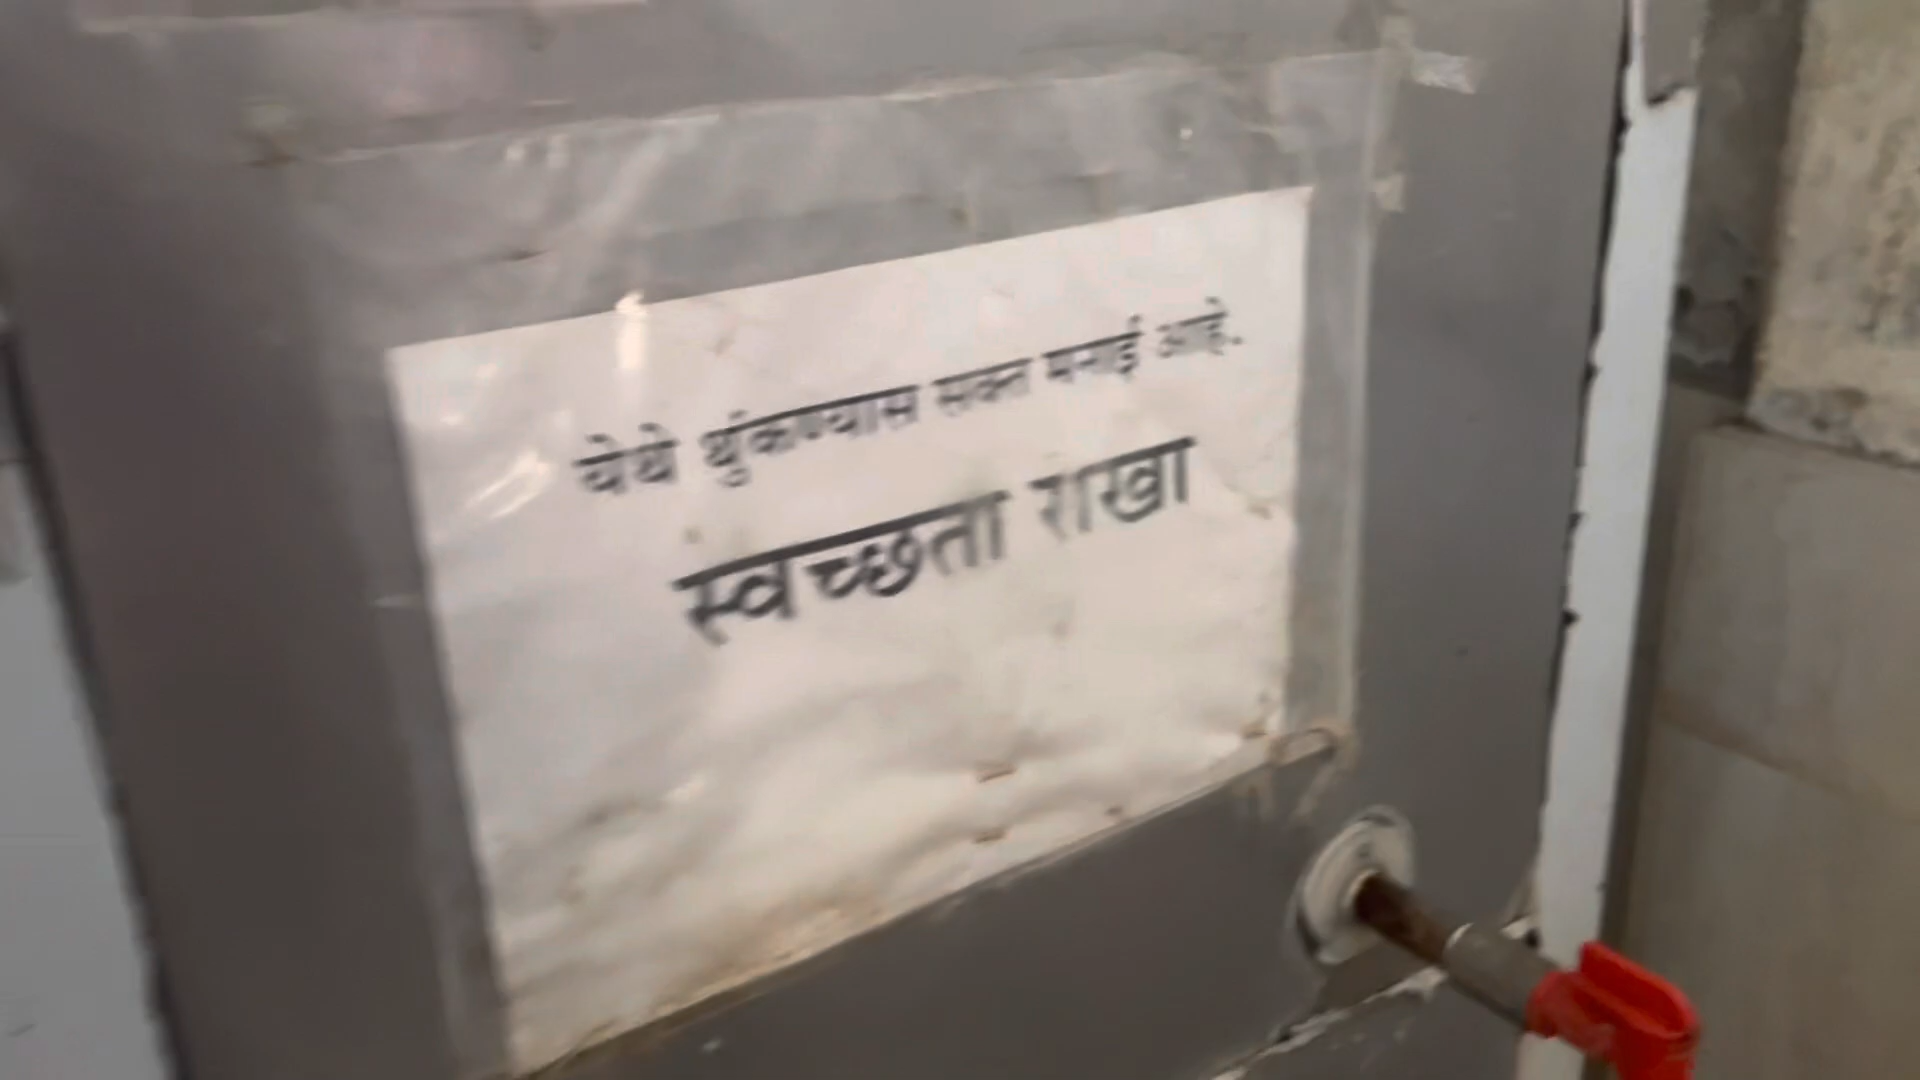 येथे थुंकण्यास सक्त मनाई आहे.
स्वच्छता राखा